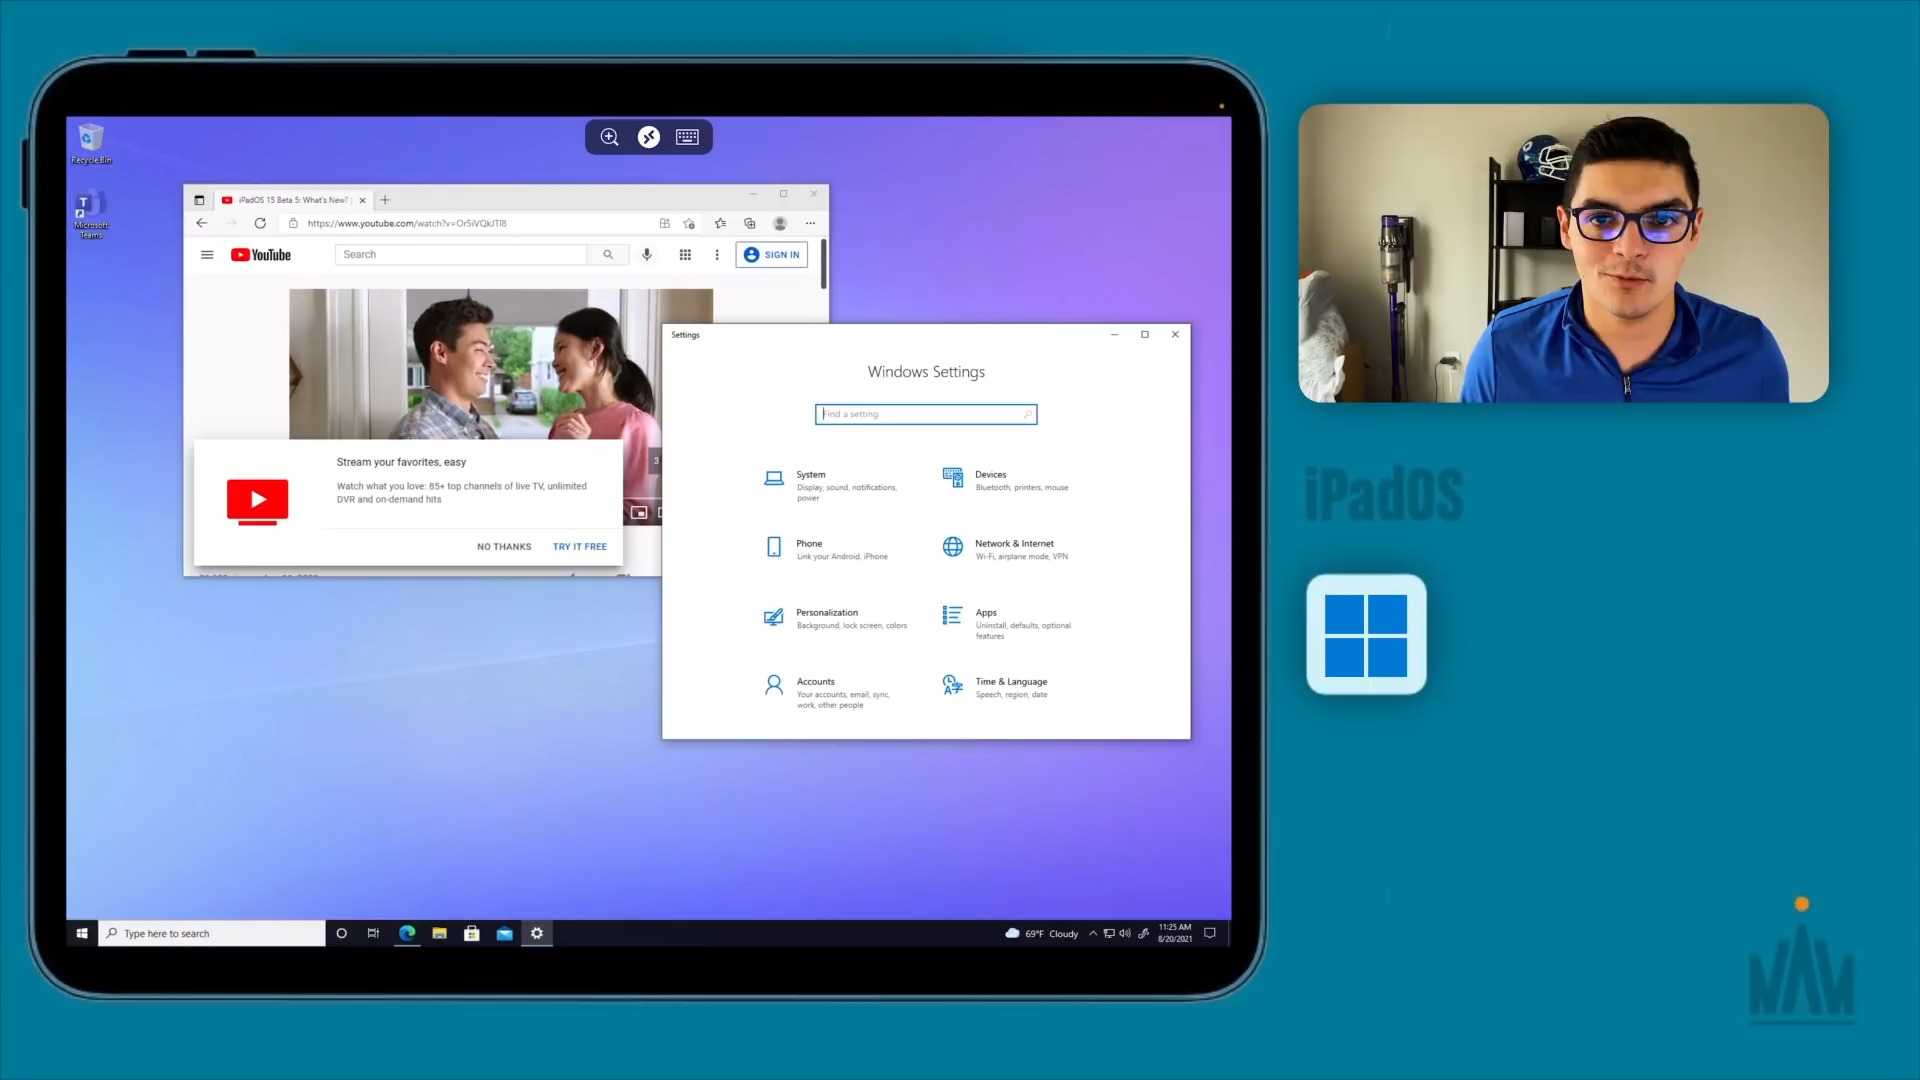 Recycle Bin
Microsoft
Teams
iPadOS 15 Beta 5: What's New?
https://www.youtube.com/watch?v=Or5iVQkJTl8
YouTube
Search
SIGN IN
Stream your favorites, easy
Watch what you love: 85+ top channels of live TV, unlimited
DVR and on-demand hits
NO THANKS
TRY IT FREE
3
Settings
Windows Settings
Find a setting
System
Display, sound, notifications,
power
Devices
Bluetooth, printers, mouse
Phone
Link your Android, iPhone
Network & Internet
Wi-Fi, airplane mode, VPN
Personalization
Background, lock screen, colors
Apps
Uninstall, defaults, optional
features
Accounts
Your accounts, email, sync,
work, other people
Time & Language
Speech, region, date
Type here to search
69°F Cloudy
11:25 AM
8/20/2021
iPadOS